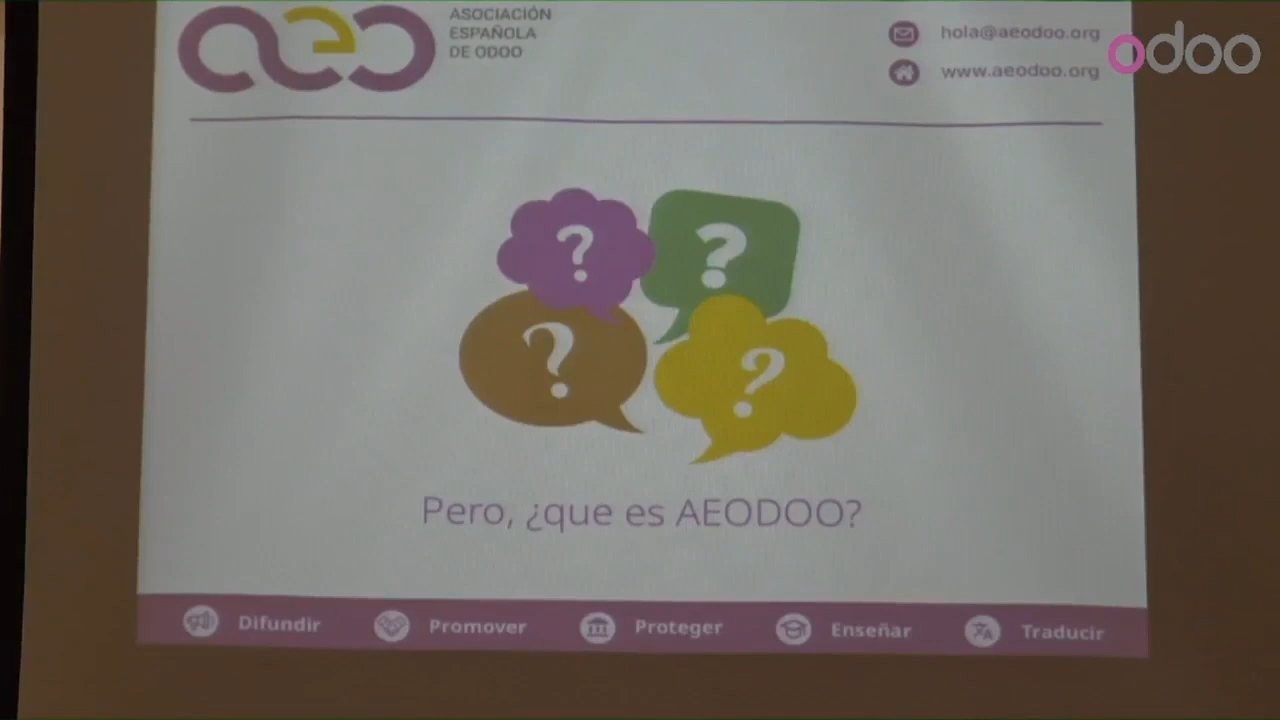 aeo
ASOCIACIÓN
ESPAÑOLA
DE ODOO
hola@aeodoo.org
www.aeodoo.org
odoo
? ?
? ?
Pero, ¿que es AEODOO?
Difundir Promover Proteger Enseñar Traducir